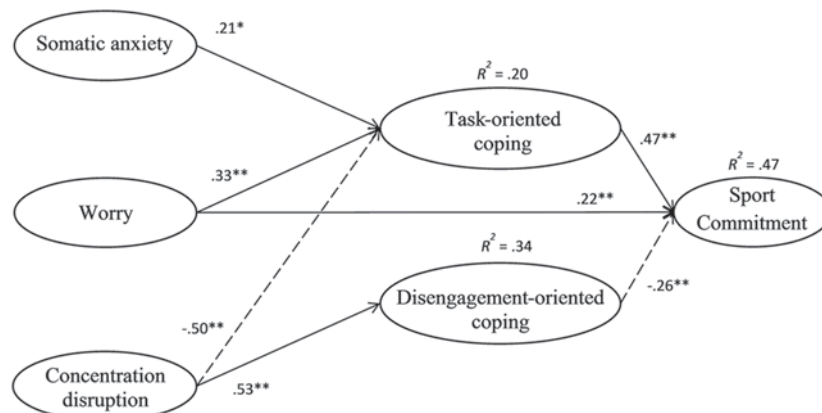 Somatic anxiety
.21*
R² = .20
Task-oriented
coping
.47**
R² = .47
.33**
Worry
.22**
Sport
Commitment
R² = .34
Disengagement-oriented
coping
-.26**
-.50**
.53**
Concentration
disruption